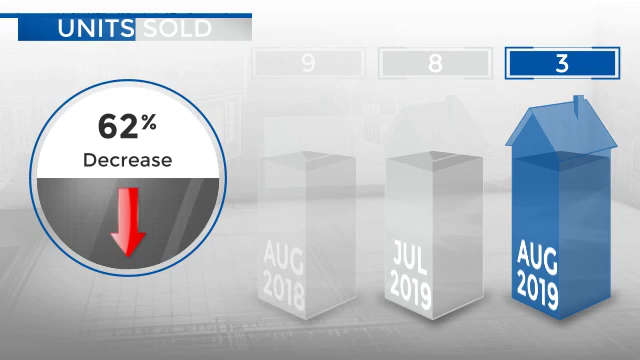 UNITS SOLD
9
8
3
62%
Decrease
AUG
2018
JUL
2019
AUG
2019